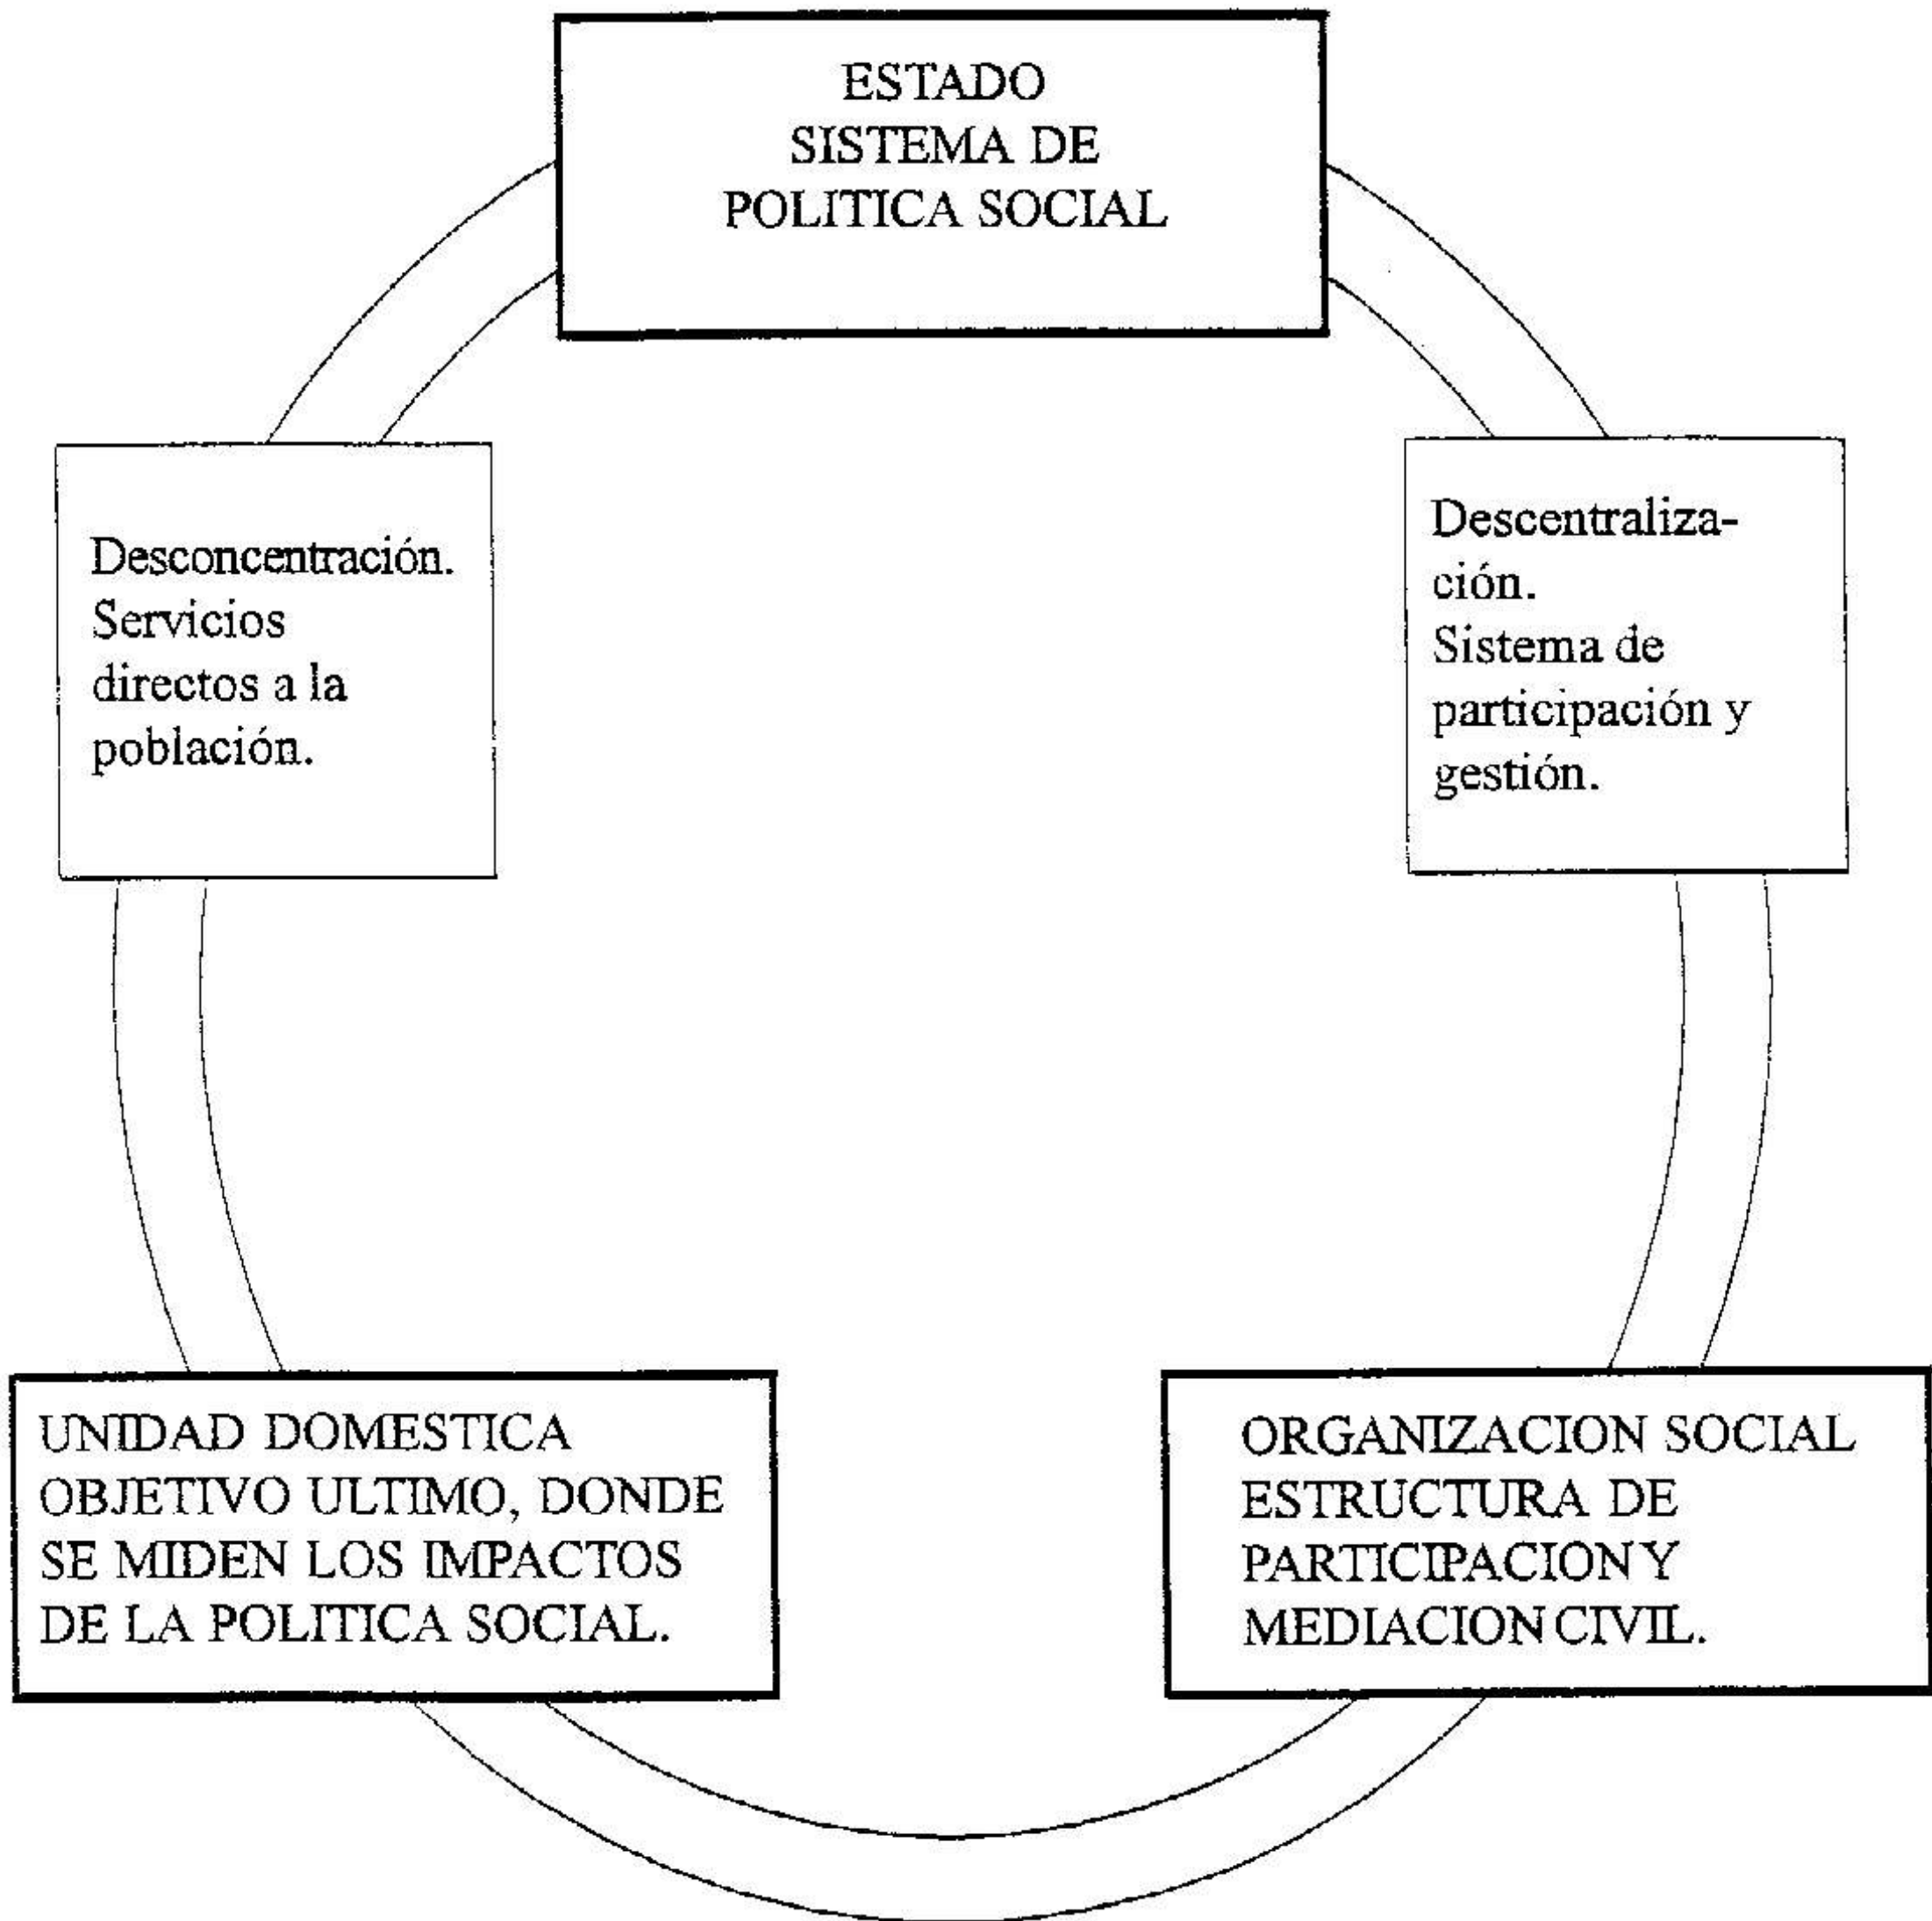 ESTADO
SISTEMA DE
POLITICA SOCIAL
Desconcentración.
Servicios
directos a la
población.
Descentraliza-
ción.
Sistema de
participación y
gestión.
UNIDAD DOMESTICA
OBJETIVO ULTIMO, DONDE
SE MIDEN LOS IMPACTOS
DE LA POLITICA SOCIAL.
ORGANIZACION SOCIAL
ESTRUCTURA DE
PARTICIPACION Y
MEDIACION CIVIL.